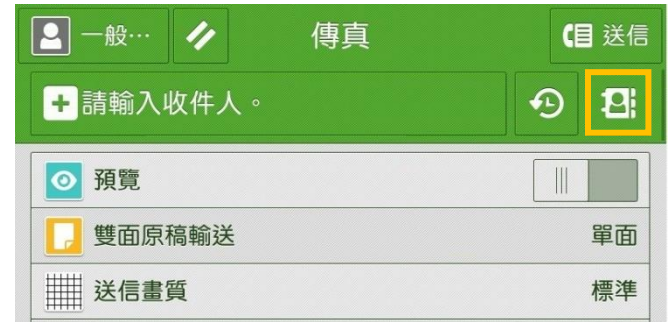 一般… 傳真 送信
請輸入收件人。
預覽
雙面原稿輸送 單面
送信畫質 標準